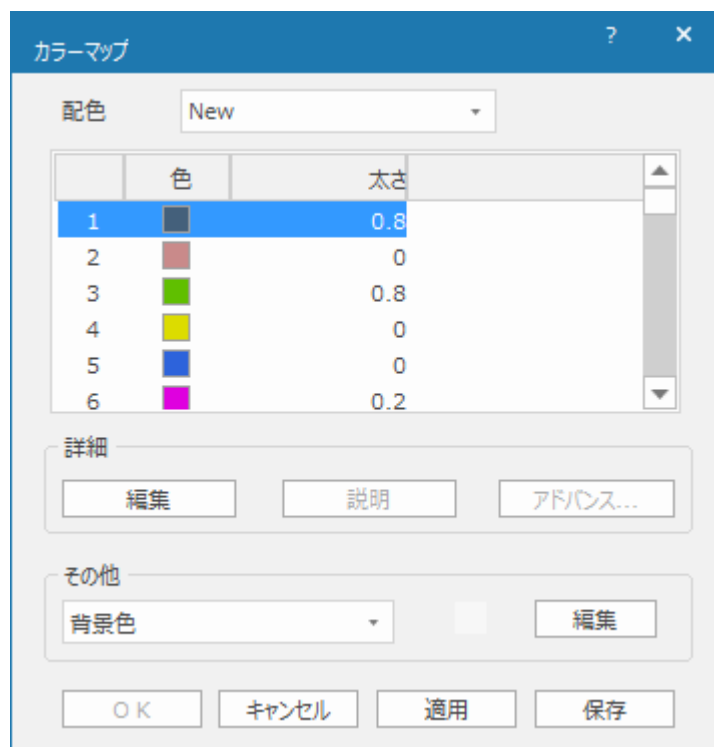 カラーマップ ? ×
配色 New
色 太さ
1 0.8
2 0
3 0.8
4 0
5 0
6 0.2
詳細
編集 説明 アドバンス...
その他
背景色 編集
OK キャンセル 適用 保存